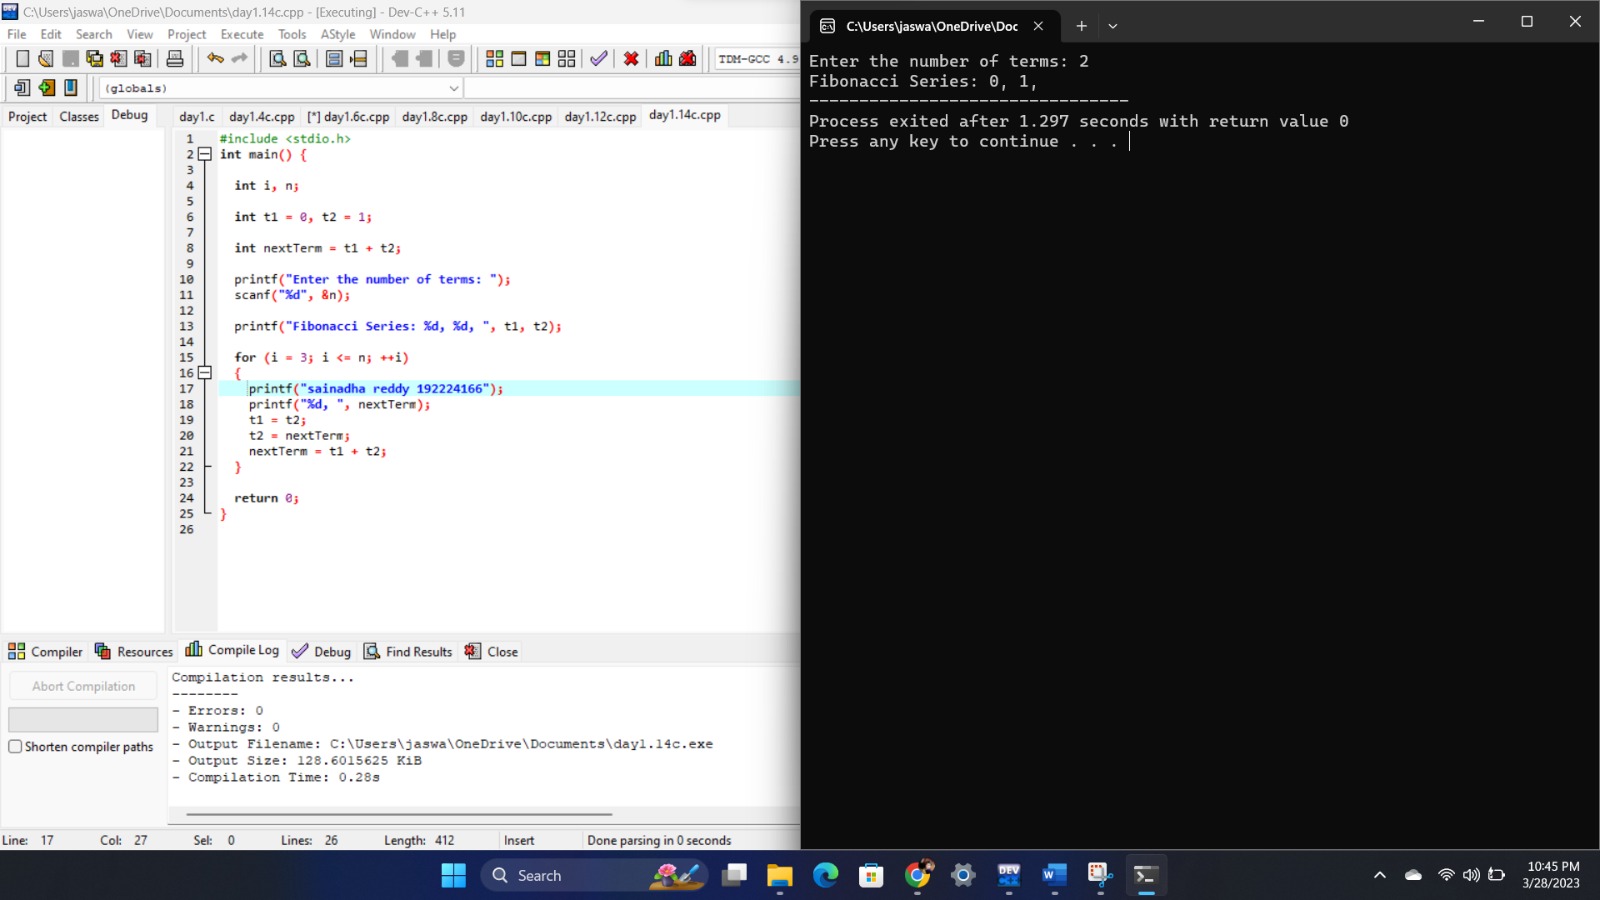 C:\Users\jaswa\OneDrive\Documents\day1.14c.cpp - [Executing] - Dev-C++ 5.11
File Edit Search View Project Execute Tools AStyle Window Help
TDM-GCC 4.9
(globals)
Project Classes Debug
day1.c day1.4c.cpp [*] day1.6c.cpp day1.8c.cpp day1.10c.cpp day1.12c.cpp day1.14c.cpp
1 #include <stdio.h>
2 int main() {
3
4 int i, n;
5
6 int t1 = 0, t2 = 1;
7
8 int nextTerm = t1 + t2;
9
10 printf("Enter the number of terms: ");
11 scanf("%d", &n);
12
13 printf("Fibonacci Series: %d, %d, ", t1, t2);
14
15 for (i = 3; i <= n; ++i)
16 {
17 printf("sainadha reddy 192224166");
18 printf("%d, ", nextTerm);
19 t1 = t2;
20 t2 = nextTerm;
21 nextTerm = t1 + t2;
22 }
23
24 return 0;
25 }
26
Compiler Resources Compile Log Debug Find Results Close
Abort Compilation
Shorten compiler paths
Compilation results...
--------
- Errors: 0
- Warnings: 0
- Output Filename: C:\Users\jaswa\OneDrive\Documents\day1.14c.exe
- Output Size: 128.6015625 KiB
- Compilation Time: 0.28s
Line: 17 Col: 27 Sel: 0 Lines: 26 Length: 412 Insert Done parsing in 0 seconds
C:\Users\jaswa\OneDrive\Doc
Enter the number of terms: 2
Fibonacci Series: 0, 1,
--------------------------------
Process exited after 1.297 seconds with return value 0
Press any key to continue . . .
Search
DEV
10:45 PM
3/28/2023